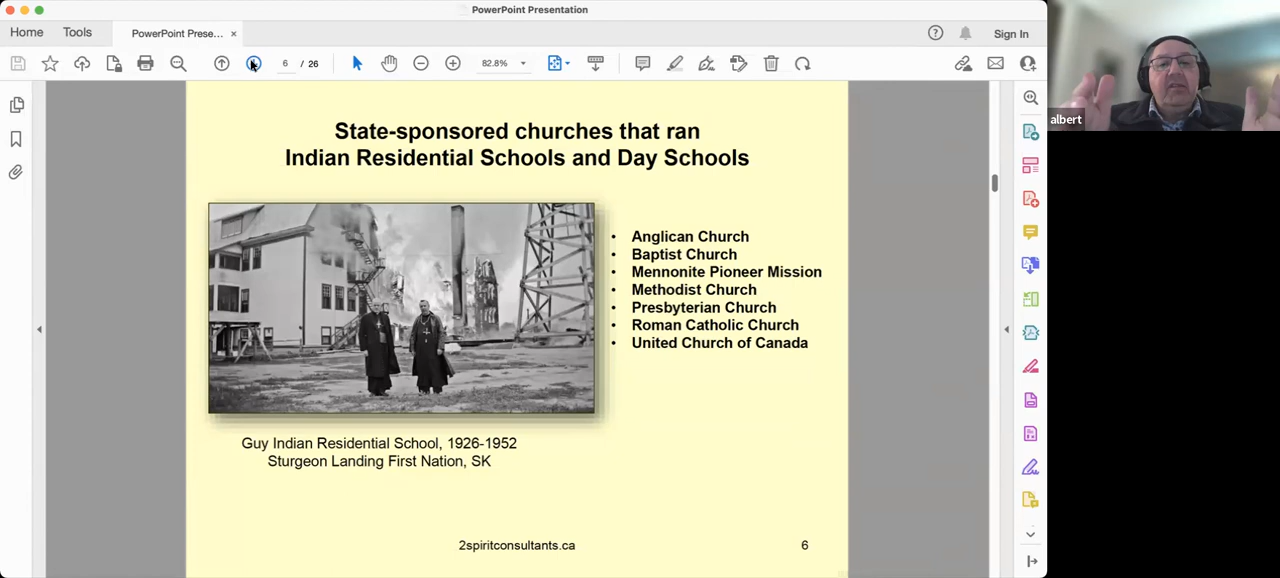 PowerPoint Presentation
Home
Tools
PowerPoint Prese...
×
Sign In
6 / 26
82.8%
albert
State-sponsored churches that ran
Indian Residential Schools and Day Schools
• Anglican Church
• Baptist Church
• Mennonite Pioneer Mission
• Methodist Church
• Presbyterian Church
• Roman Catholic Church
• United Church of Canada
Guy Indian Residential School, 1926-1952
Sturgeon Landing First Nation, SK
2spiritconsultants.ca
6